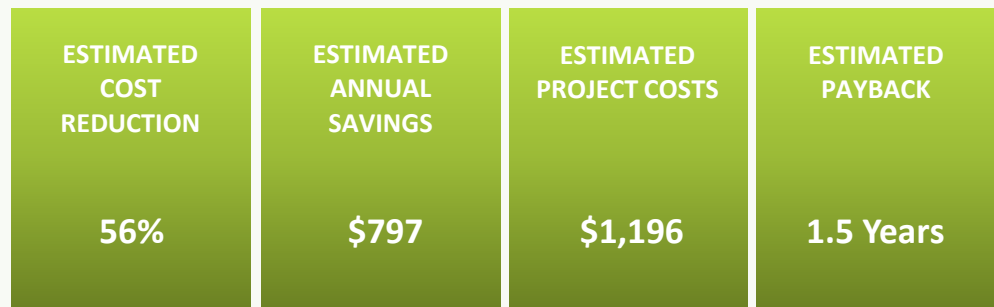 ESTIMATED
COST
REDUCTION
56%
ESTIMATED
ANNUAL
SAVINGS
$797
ESTIMATED
PROJECT COSTS
$1,196
ESTIMATED
PAYBACK
1.5 Years